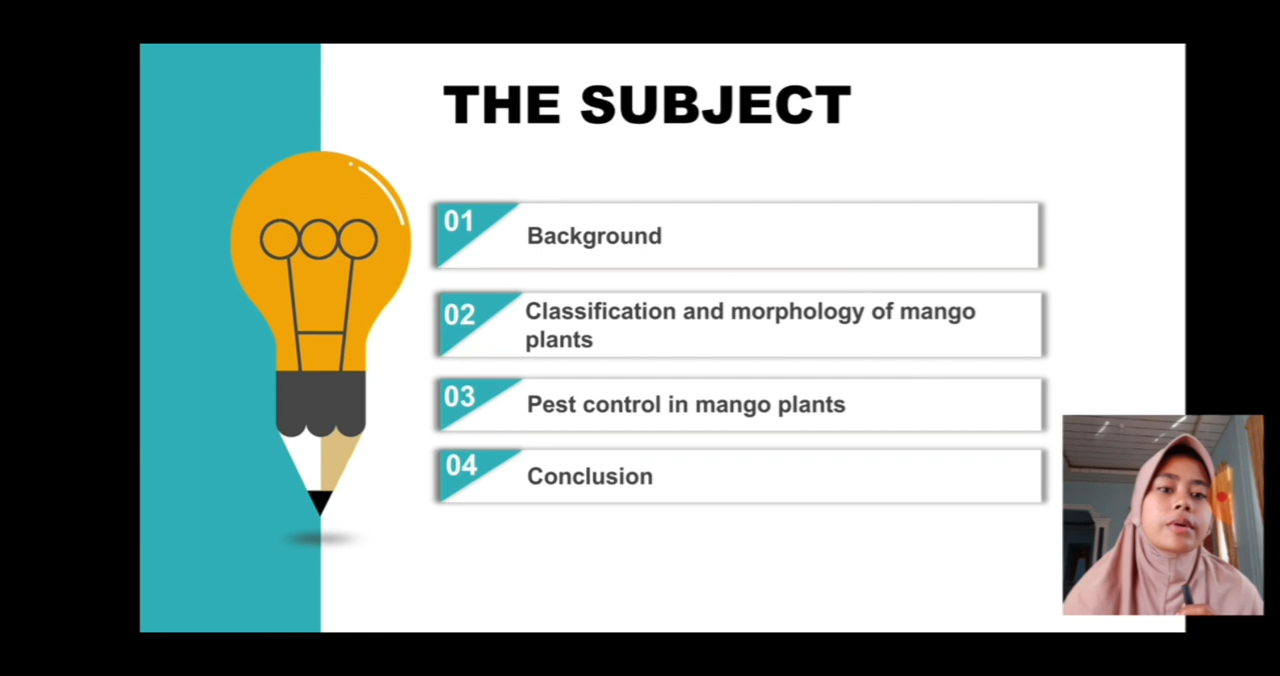 THE SUBJECT
01
Background
02
Classification and morphology of mango
plants
03
Pest control in mango plants
04
Conclusion